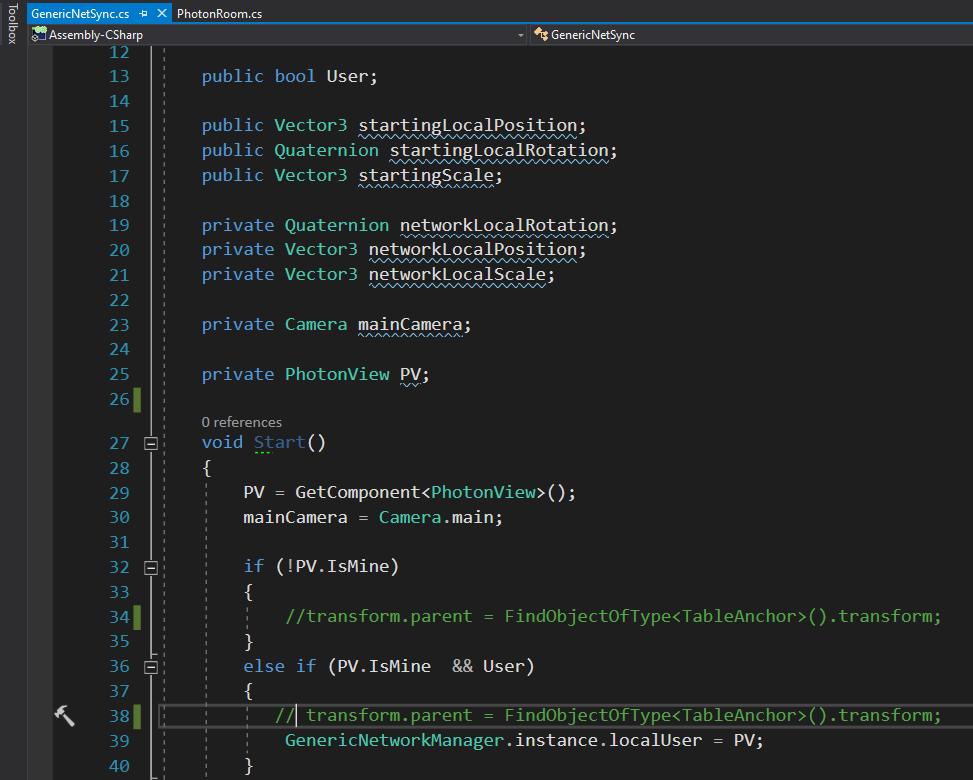 Toolbox
GenericNetSync.cs PhotonRoom.cs
Assembly-CSharp GenericNetSync
12
13 public bool User;
14
15 public Vector3 startingLocalPosition;
16 public Quaternion startingLocalRotation;
17 public Vector3 startingScale;
18
19 private Quaternion networkLocalRotation;
20 private Vector3 networkLocalPosition;
21 private Vector3 networkLocalScale;
22
23 private Camera mainCamera;
24
25 private PhotonView PV;
26
0 references
27 void Start()
28 {
29 PV = GetComponent<PhotonView>();
30 mainCamera = Camera.main;
31
32 if (!PV.IsMine)
33 {
34 //transform.parent = FindObjectOfType<TableAnchor>().transform;
35 }
36 else if (PV.IsMine  && User)
37 {
38 // transform.parent = FindObjectOfType<TableAnchor>().transform;
39 GenericNetworkManager.instance.localUser = PV;
40 }